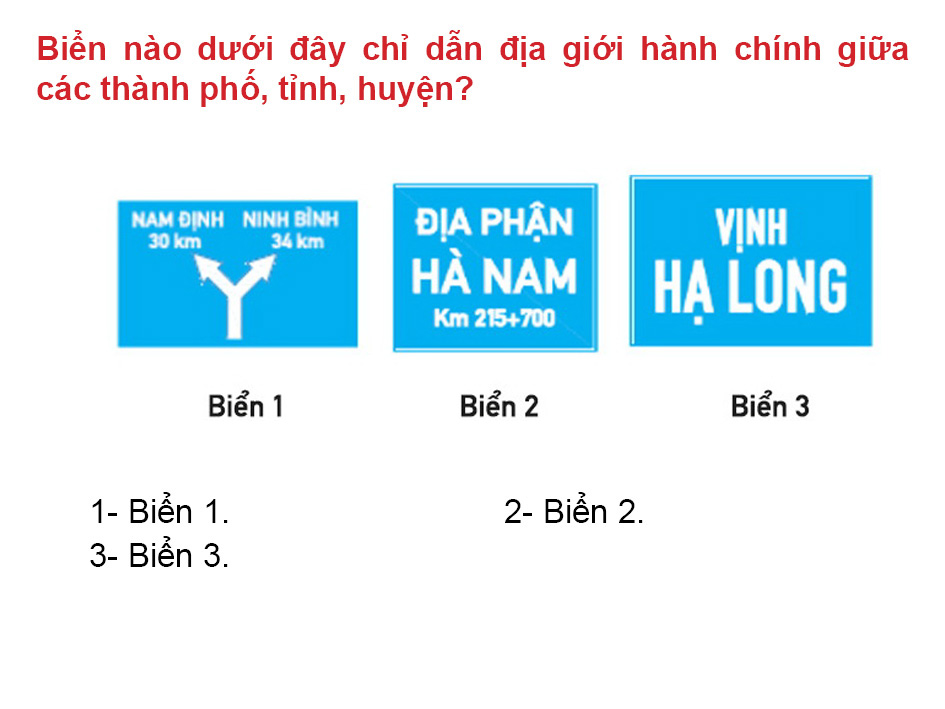 Biển nào dưới đây chỉ dẫn địa giới hành chính giữa
các thành phố, tỉnh, huyện?
NAM ĐỊNH NINH BÌNH
30 km 34 km
ĐỊA PHẬN
HÀ NAM
Km 215+700
VỊNH
HẠ LONG
Biển 1 Biển 2 Biển 3
1- Biển 1. 2- Biển 2.
3- Biển 3.